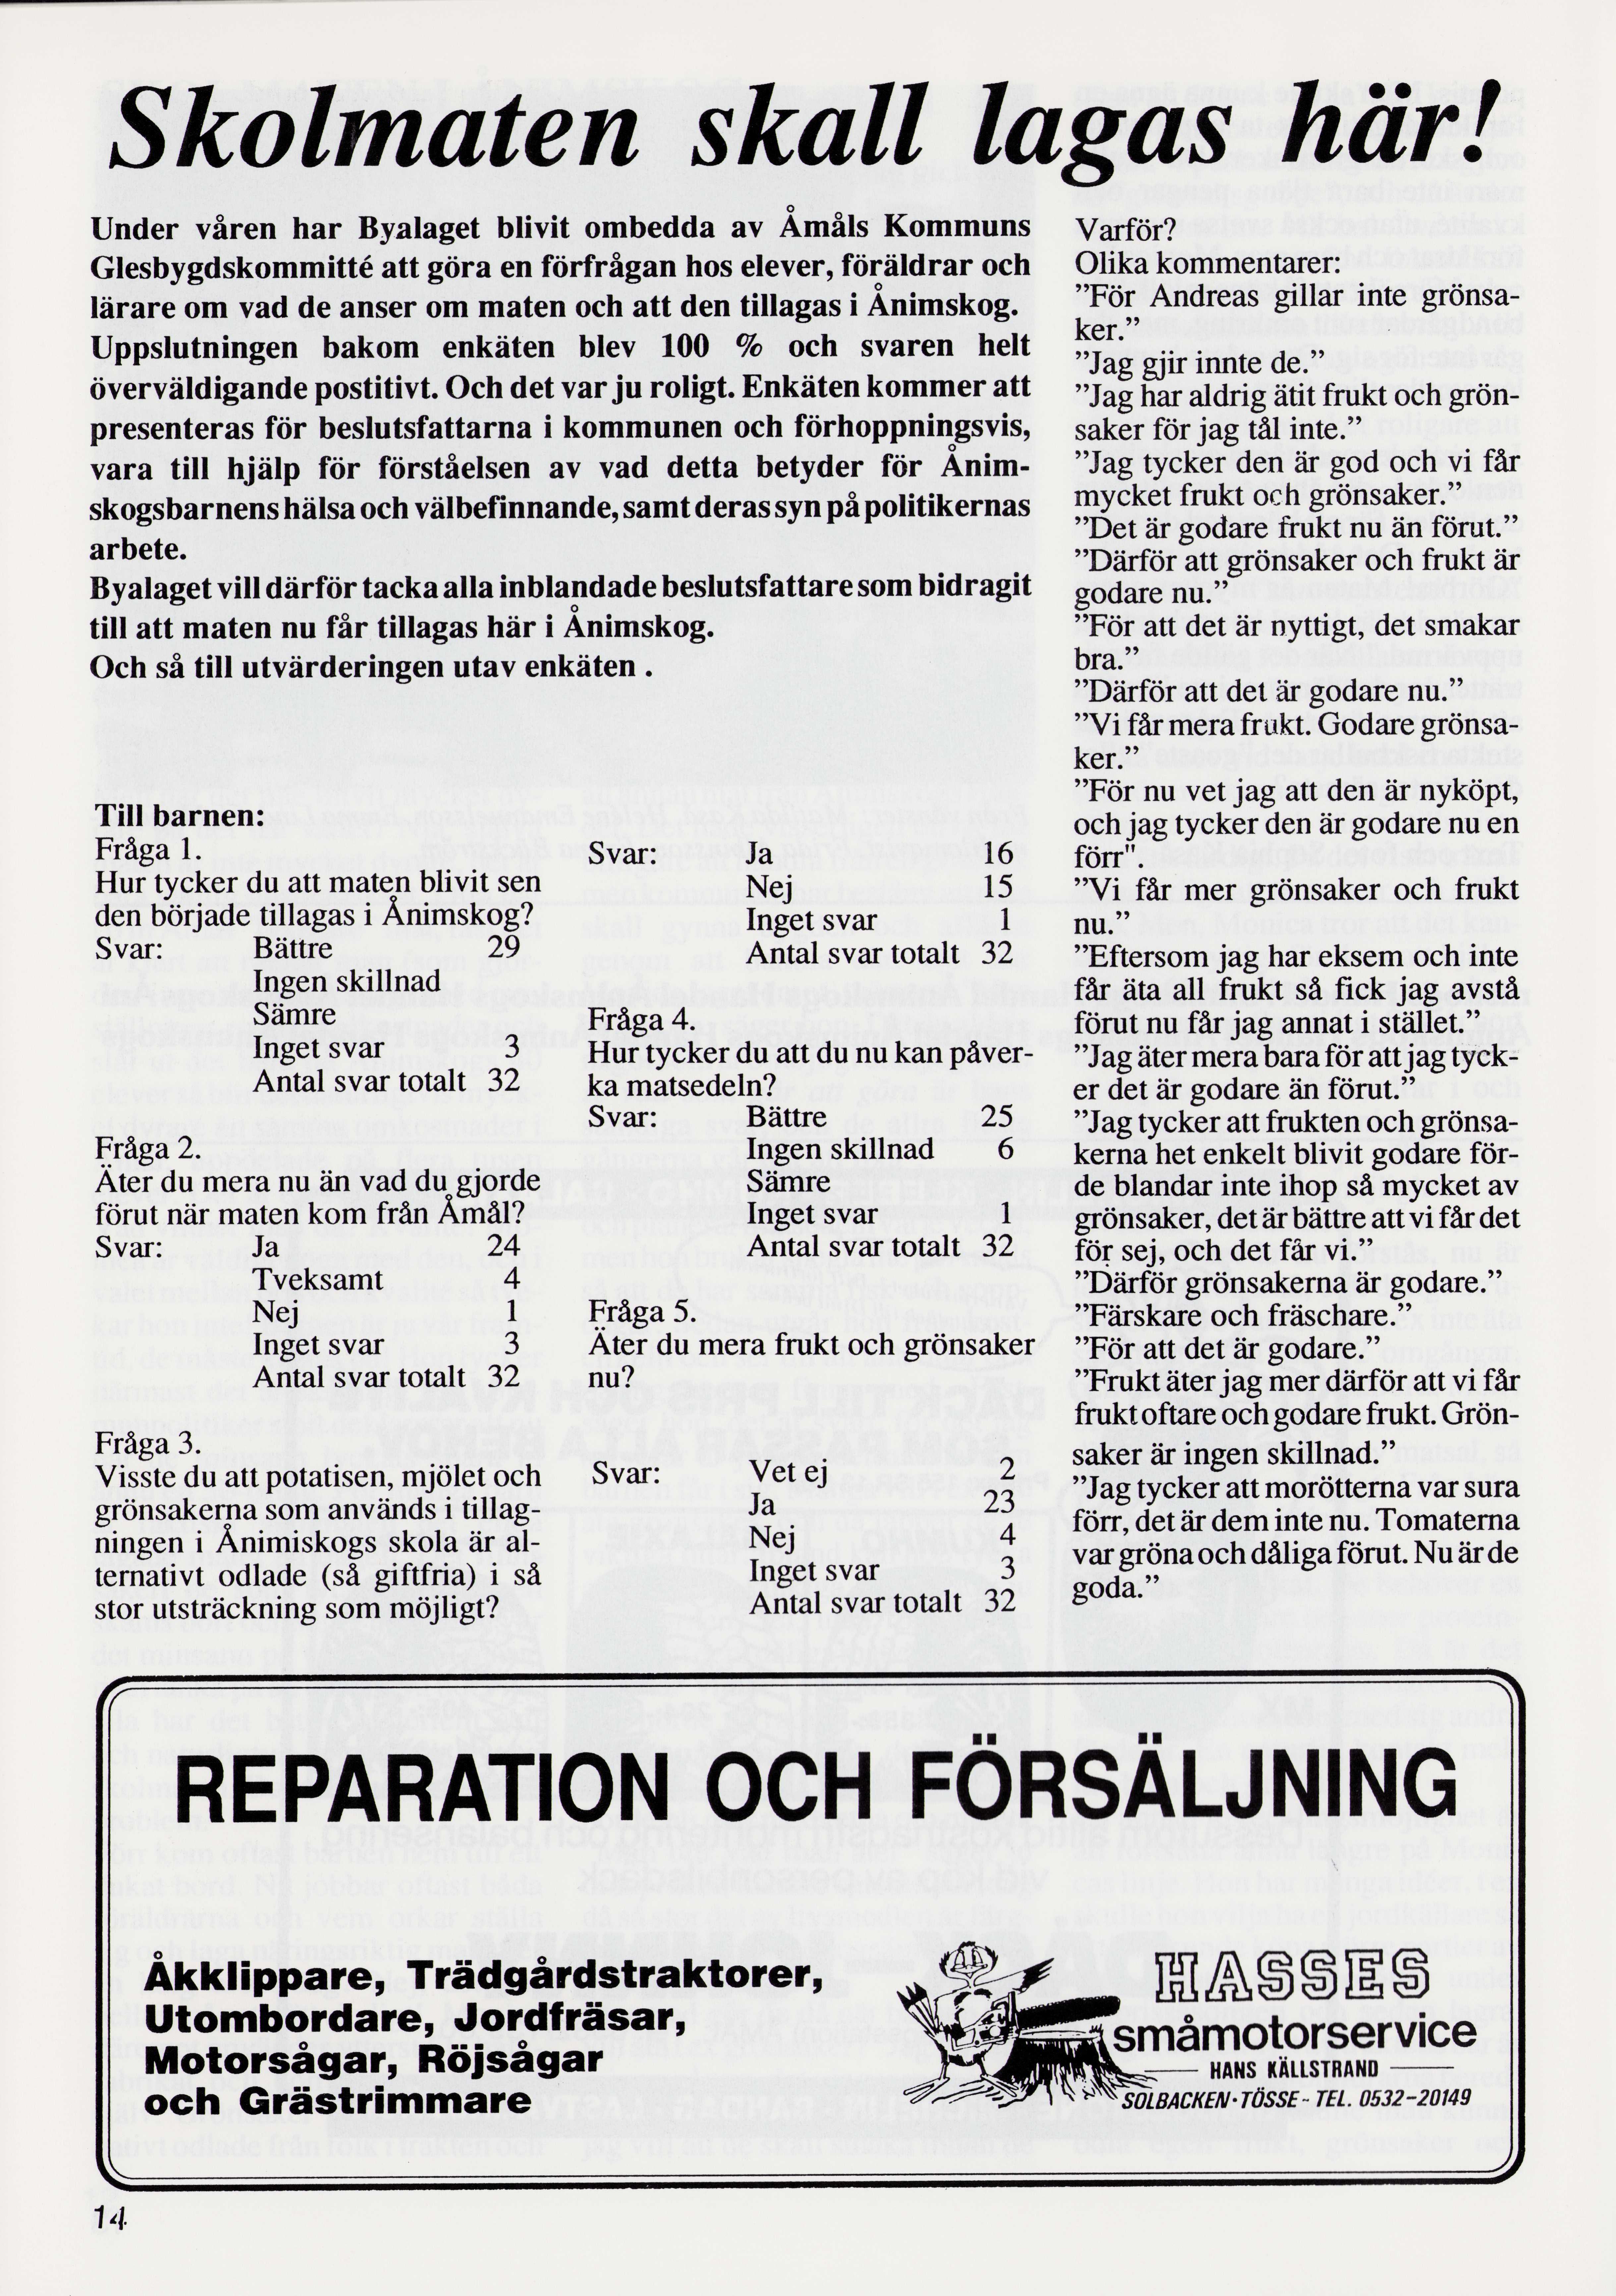 Skolmaten skall lagas här!
Under våren har Byalaget blivit ombedda av Åmåls Kommuns
Glesbygdskommitté att göra en förfrågan hos elever, föräldrar och
lärare om vad de anser om maten och att den tillagas i Ånimskog.
Uppslutningen bakom enkäten blev 100 % och svaren helt
överväldigande postitivt. Och det var ju roligt. Enkäten kommer att
presenteras för beslutsfattarna i kommunen och förhoppningsvis,
vara till hjälp för förståelsen av vad detta betyder för Ånim-
skogsbarnens hälsa och välbefinnande, samt deras syn på politikernas
arbete.
Byalaget vill därför tacka alla inblandade beslutsfattare som bidragit
till att maten nu får tillagas här i Ånimskog.
Och så till utvärderingen utav enkäten .
Till barnen:
Fråga 1.
Hur tycker du att maten blivit sen
den började tillagas i Ånimskog?
Svar: Bättre 29
Ingen skillnad
Sämre
Inget svar 3
Antal svar totalt 32
Fråga 2.
Äter du mera nu än vad du gjorde
förut när maten kom från Åmål?
Svar: Ja 24
Tveksamt 4
Nej 1
Inget svar 3
Antal svar totalt 32
Fråga 3.
Visste du att potatisen, mjölet och
grönsakerna som används i tillag-
ningen i Ånimiskogs skola är al-
ternativt odlade (så giftfria) i så
stor utsträckning som möjligt?
Svar: Ja 16
Nej 15
Inget svar 1
Antal svar totalt 32
Fråga 4.
Hur tycker du att du nu kan påver-
ka matsedeln?
Svar: Bättre 25
Ingen skillnad 6
Sämre
Inget svar 1
Antal svar totalt 32
Fråga 5.
Äter du mera frukt och grönsaker
nu?
Svar: Vet ej 2
Ja 23
Nej 4
Inget svar 3
Antal svar totalt 32
Varför?
Olika kommentarer:
”För Andreas gillar inte grönsa-
ker.”
”Jag gjir innte de.”
”Jag har aldrig ätit frukt och grön-
saker för jag tål inte.”
”Jag tycker den är god och vi får
mycket frukt och grönsaker.”
”Det är godare frukt nu än förut.”
”Därför att grönsaker och frukt är
godare nu.”
”För att det är nyttigt, det smakar
bra.”
”Därför att det är godare nu.”
”Vi får mera frukt. Godare grönsa-
ker.”
”För nu vet jag att den är nyköpt,
och jag tycker den är godare nu en
förr".
”Vi får mer grönsaker och frukt
nu.”
”Eftersom jag har eksem och inte
får äta all frukt så fick jag avstå
förut nu får jag annat i stället.”
”Jag äter mera bara för att jag tyck-
er det är godare än förut.”
”Jag tycker att frukten och grönsa-
kerna het enkelt blivit godare för-
de blandar inte ihop så mycket av
grönsaker, det är bättre att vi får det
för sej, och det får vi.”
”Därför grönsakerna är godare.”
”Färskare och fräschare.”
”För att det är godare.”
”Frukt äter jag mer därför att vi får
frukt oftare och godare frukt. Grön-
saker är ingen skillnad.”
”Jag tycker att morötterna var sura
förr, det är dem inte nu. Tomaterna
var gröna och dåliga förut. Nu är de
goda.”
REPARATION OCH FÖRSÄLJNING
Åkklippare, Trädgårdstraktorer,
Utombordare, Jordfräsar,
Motorsågar, Röjsågar
och Grästrimmare
HASSES
småmotorservice
HANS KÄLLSTRAND
SOLBACKEN · TÖSSE - TEL. 0532-20149
14